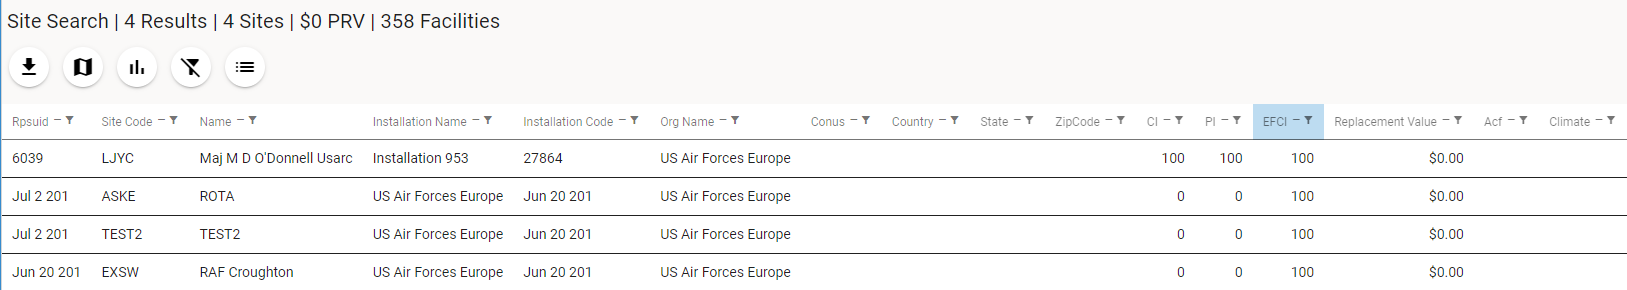 Site Search | 4 Results | 4 Sites | $0 PRV | 358 Facilities
Rpsuid Site Code Name Installation Name Installation Code Org Name Conus Country State ZipCode CI PI EFCI Replacement Value Acf Climate
6039 LJYC Maj M D O'Donnell Usarc Installation 953 27864 US Air Forces Europe 100 100 100 $0.00
Jul 2 201 ASKE ROTA US Air Forces Europe Jun 20 201 US Air Forces Europe 0 0 100 $0.00
Jul 2 201 TEST2 TEST2 US Air Forces Europe Jun 20 201 US Air Forces Europe 0 0 100 $0.00
Jun 20 201 EXSW RAF Croughton US Air Forces Europe Jun 20 201 US Air Forces Europe 0 0 100 $0.00